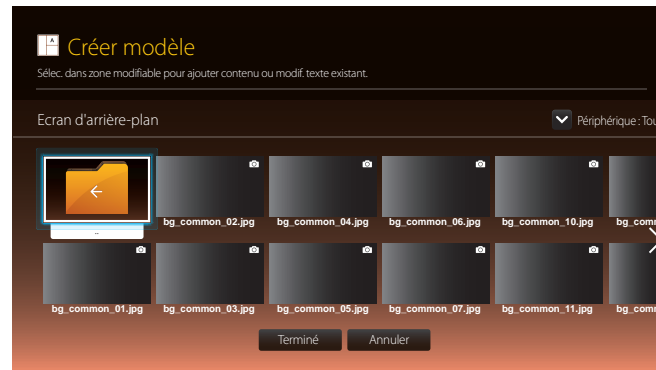 Créer modèle
Sélec. dans zone modifiable pour ajouter contenu ou modif. texte existant.
Ecran d'arrière-plan
Périphérique : Tou
bg_common_02.jpg bg_common_04.jpg bg_common_06.jpg bg_common_10.jpg bg_comm
..
bg_common_01.jpg bg_common_03.jpg bg_common_05.jpg bg_common_07.jpg bg_common_11.jpg bg_comm
Terminé Annuler